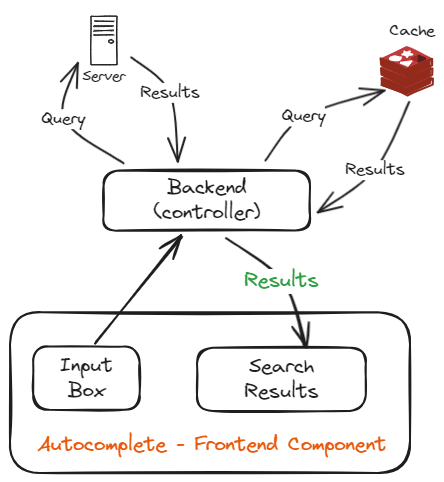 Cache
Server
Results
Query
Query
Results
Backend
(controller)
Results
Input
Box
Search
Results
Autocomplete - Frontend Component